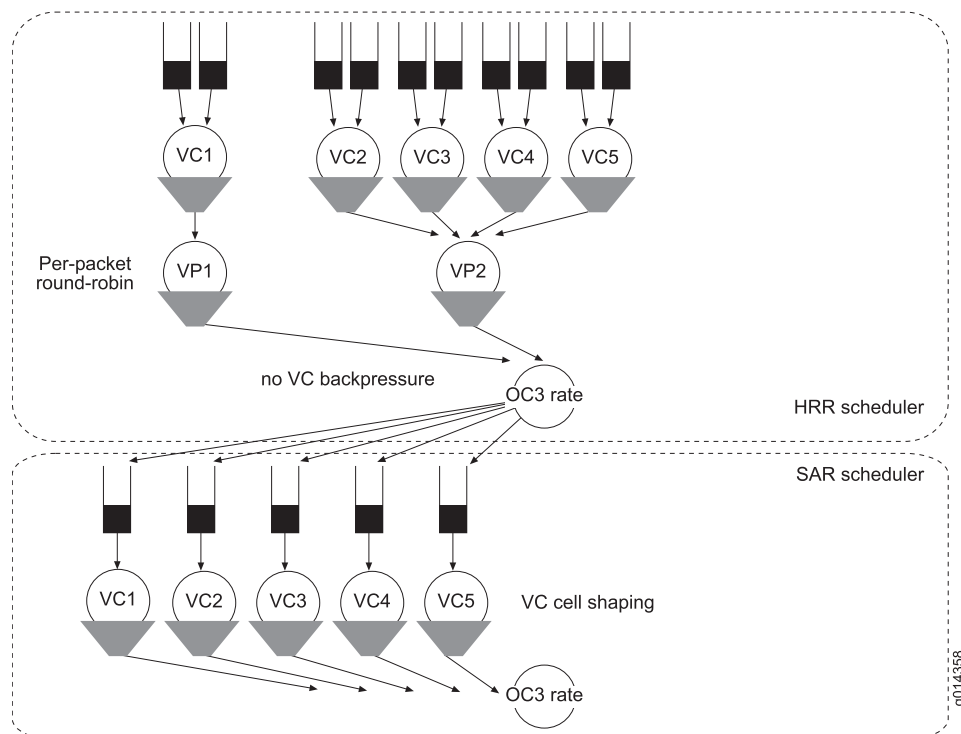 VC1
VC2
VC3
VC4
VC5
Per-packet
round-robin
VP1
VP2
no VC backpressure
OC3 rate
HRR scheduler
SAR scheduler
VC1
VC2
VC3
VC4
VC5
VC cell shaping
OC3 rate
g014358